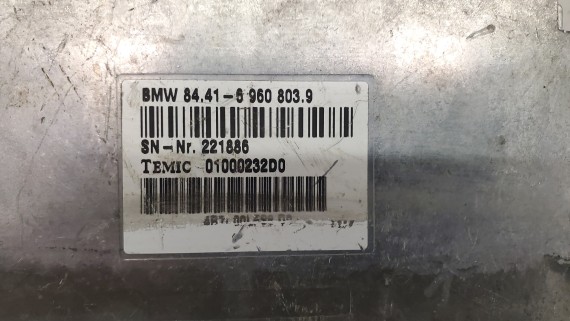 BMW 84.41-6 960 803.9
SN-Nr. 221886
TEMIC 01000232D0